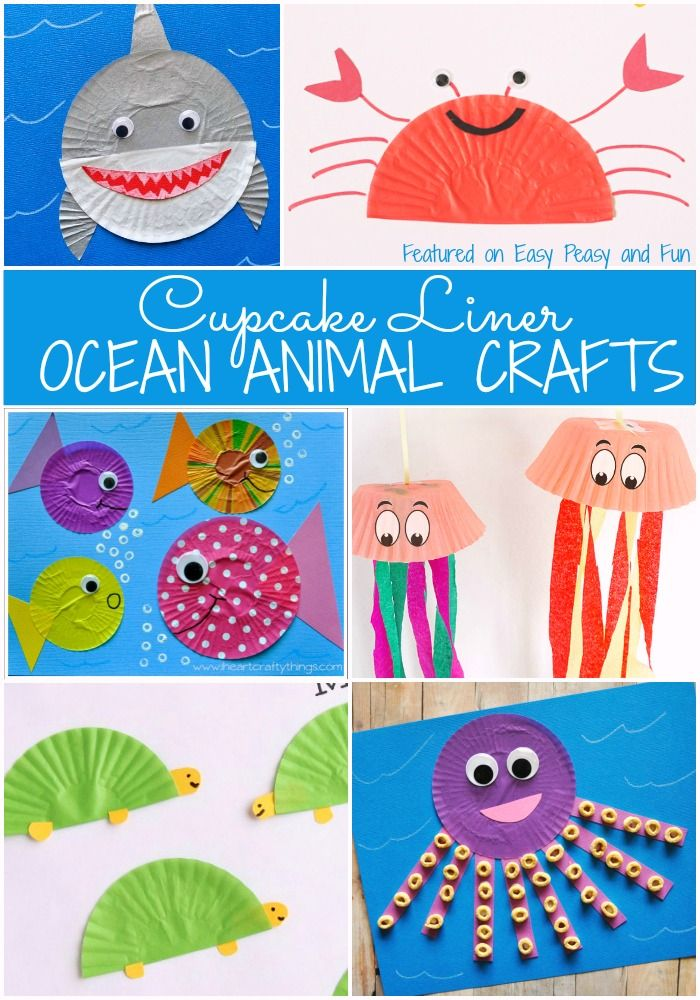 Featured on Easy Peasy and Fun
Cupcake Liner
OCEAN ANIMAL CRAFTS
www.iheartcraftythings.com